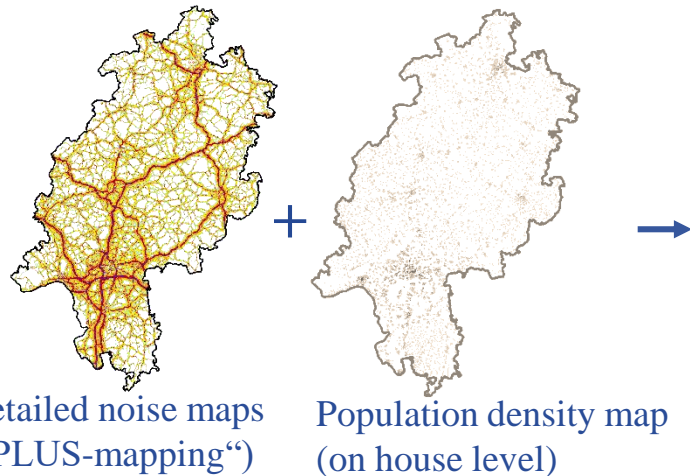 +
etailed noise maps
PLUS-mapping“)
Population density map
(on house level)